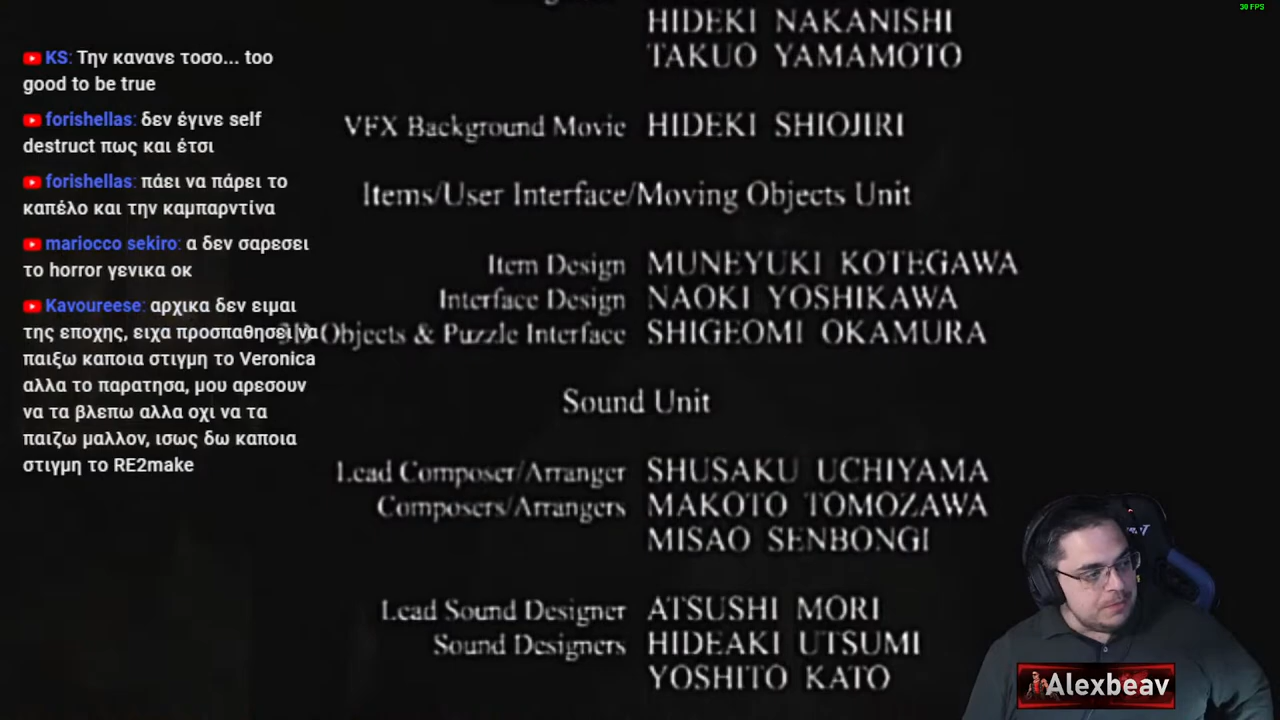 30 FPS
HIDEKI NAKANISHI
TAKUO YAMAMOTO
VFX Background Movie HIDEKI SHIOJIRI
Items/User Interface/Moving Objects Unit
Item Design MUNEYUKI KOTEGAWA
Interface Design NAOKI YOSHIKAWA
Objects & Puzzle Interface SHIGEOMI OKAMURA
Sound Unit
Lead Composer/Arranger SHUSAKU UCHIYAMA
Composers/Arrangers MAKOTO TOMOZAWA
MISAO SENBONGI
Lead Sound Designer ATSUSHI MORI
Sound Designers HIDEAKI UTSUMI
YOSHITO KATO
KS: Την κανανε τοσο... too
good to be true
forishellas: δεν έγινε self
destruct πως και έτσι
forishellas: πάει να πάρει το
καπέλο και την καμπαρντίνα
mariocco sekiro: α δεν σαρεσει
το horror γενικα οκ
Kavoureese: αρχικα δεν ειμαι
της εποχης, ειχα προσπαθησει να
παιξω καποια στιγμη το Veronica
αλλα το παρατησα, μου αρεσουν
να τα βλεπω αλλα οχι να τα
παιζω μαλλον, ισως δω καποια
στιγμη το RE2make
Alexbeav